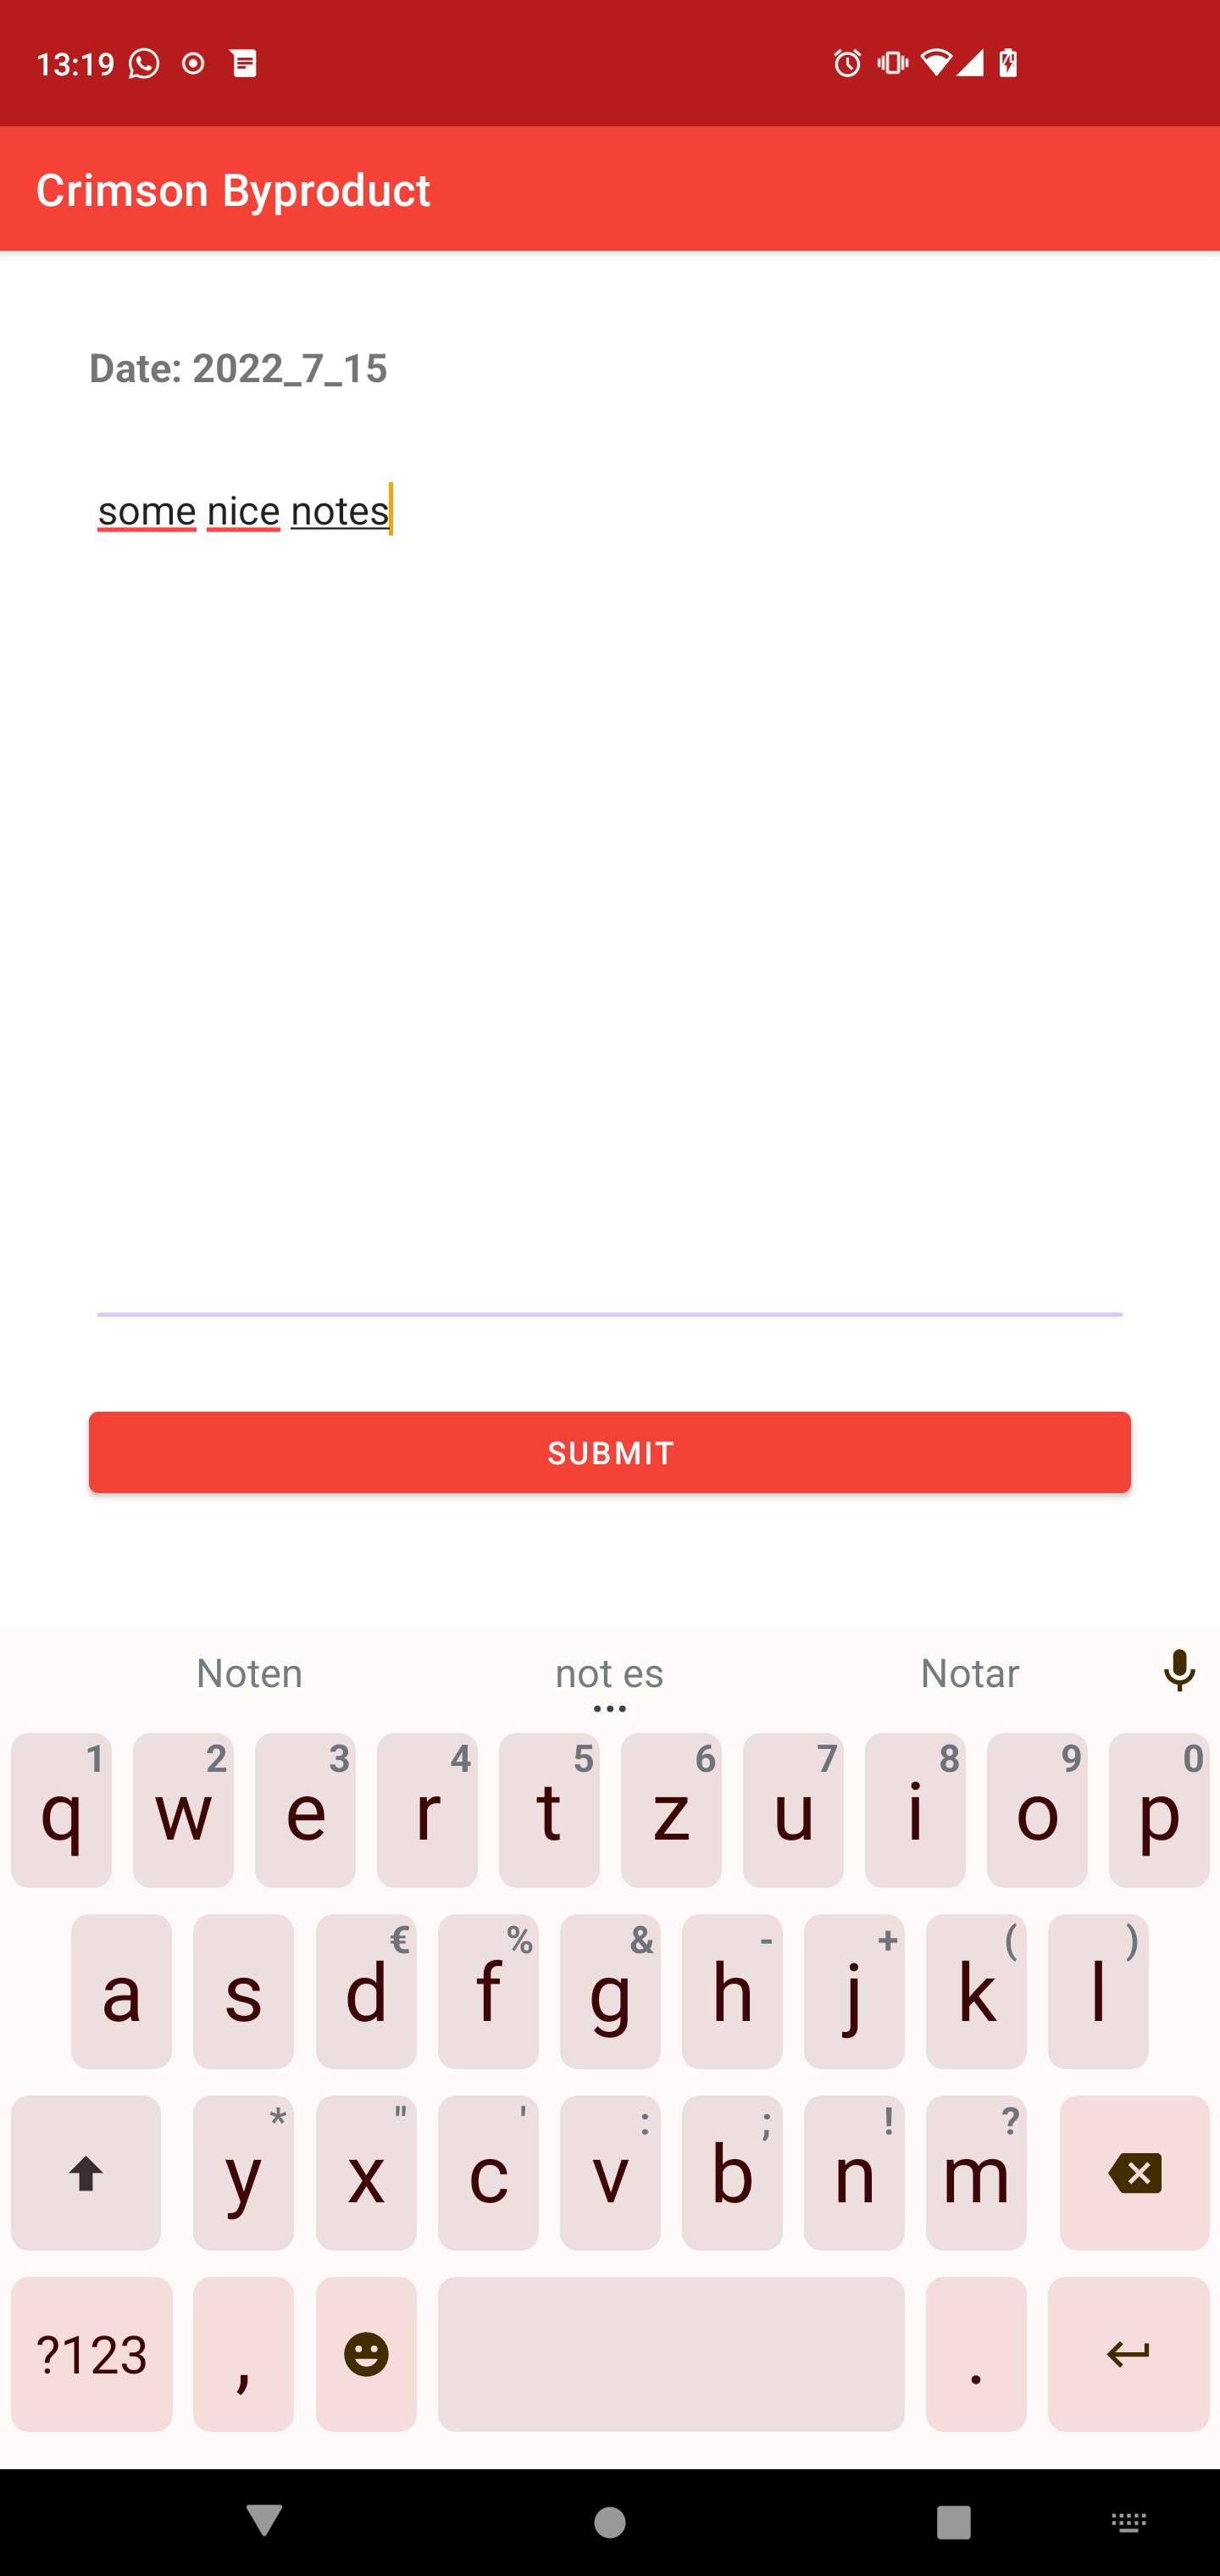 13:19
Crimson Byproduct
Date: 2022_7_15
some nice notes
SUBMIT
Noten not es Notar
1 2 3 4 5 6 7 8 9 0
q w e r t z u i o p
€ % & - + ( )
a s d f g h j k l
* " ' : ; ! ?
y x c v b n m
?123 , .